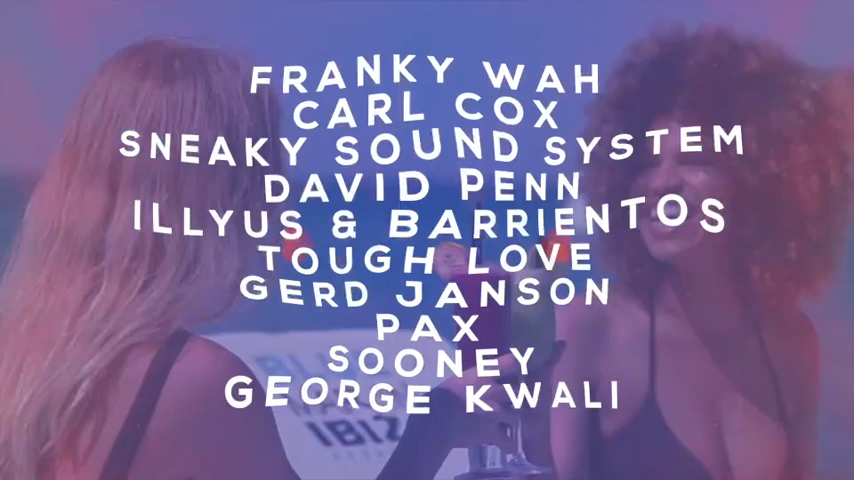 FRANKY WAH
CARL COX
SNEAKY SOUND SYSTEM
DAVID PENN
ILLYUS & BARRIENTOS
TOUGH LOVE
GERD JANSON
PAX
SOONEY
GEORGE KWALI
IBIZ